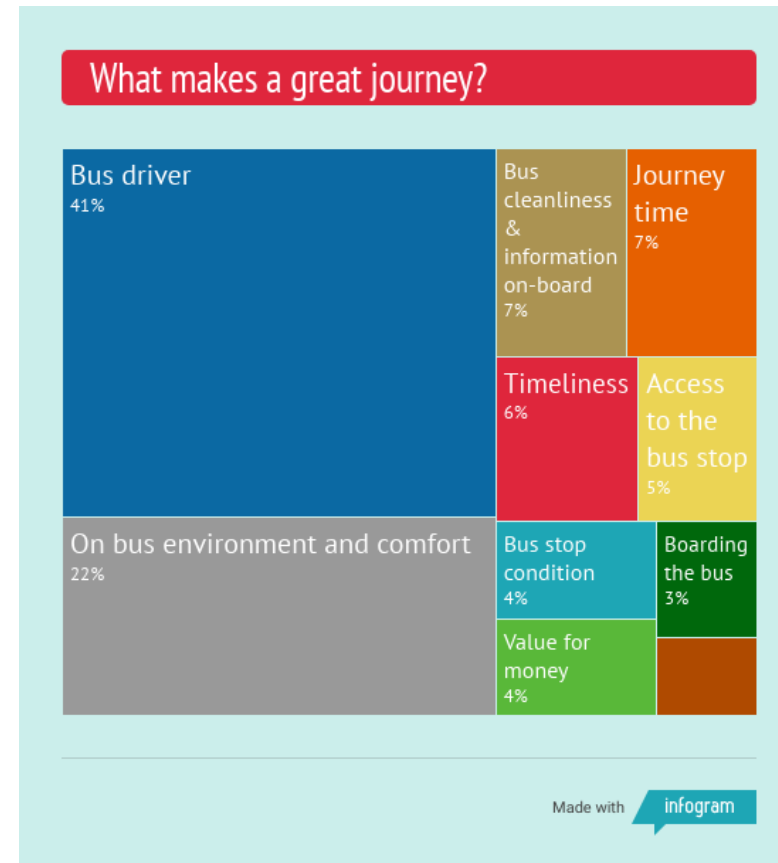 What makes a great journey?
Bus driver
41%
Bus
cleanliness
&
information
on-board
7%
Journey
time
7%
Timeliness
6%
Access
to the
bus stop
5%
On bus environment and comfort
22%
Bus stop
condition
4%
Boarding
the bus
3%
Value for
money
4%
Made with
infogram